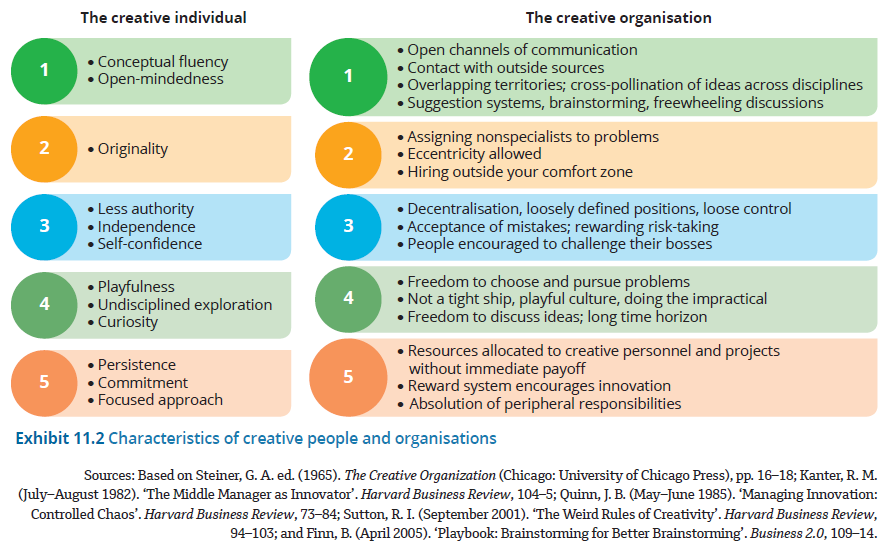 The creative individual
1
• Conceptual fluency
• Open-mindedness
2
• Originality
3
• Less authority
• Independence
• Self-confidence
4
• Playfulness
• Undisciplined exploration
• Curiosity
5
• Persistence
• Commitment
• Focused approach
The creative organisation
1
• Open channels of communication
• Contact with outside sources
• Overlapping territories; cross-pollination of ideas across disciplines
• Suggestion systems, brainstorming, freewheeling discussions
2
• Assigning nonspecialists to problems
• Eccentricity allowed
• Hiring outside your comfort zone
3
• Decentralisation, loosely defined positions, loose control
• Acceptance of mistakes; rewarding risk-taking
• People encouraged to challenge their bosses
4
• Freedom to choose and pursue problems
• Not a tight ship, playful culture, doing the impractical
• Freedom to discuss ideas; long time horizon
5
• Resources allocated to creative personnel and projects
without immediate payoff
• Reward system encourages innovation
• Absolution of peripheral responsibilities
Exhibit 11.2 Characteristics of creative people and organisations
Sources: Based on Steiner, G. A. ed. (1965). The Creative Organization (Chicago: University of Chicago Press), pp. 16–18; Kanter, R. M.
(July–August 1982). ‘The Middle Manager as Innovator’. Harvard Business Review, 104–5; Quinn, J. B. (May–June 1985). ‘Managing Innovation:
Controlled Chaos’. Harvard Business Review, 73–84; Sutton, R. I. (September 2001). ‘The Weird Rules of Creativity’. Harvard Business Review,
94–103; and Finn, B. (April 2005). ‘Playbook: Brainstorming for Better Brainstorming’. Business 2.0, 109–14.